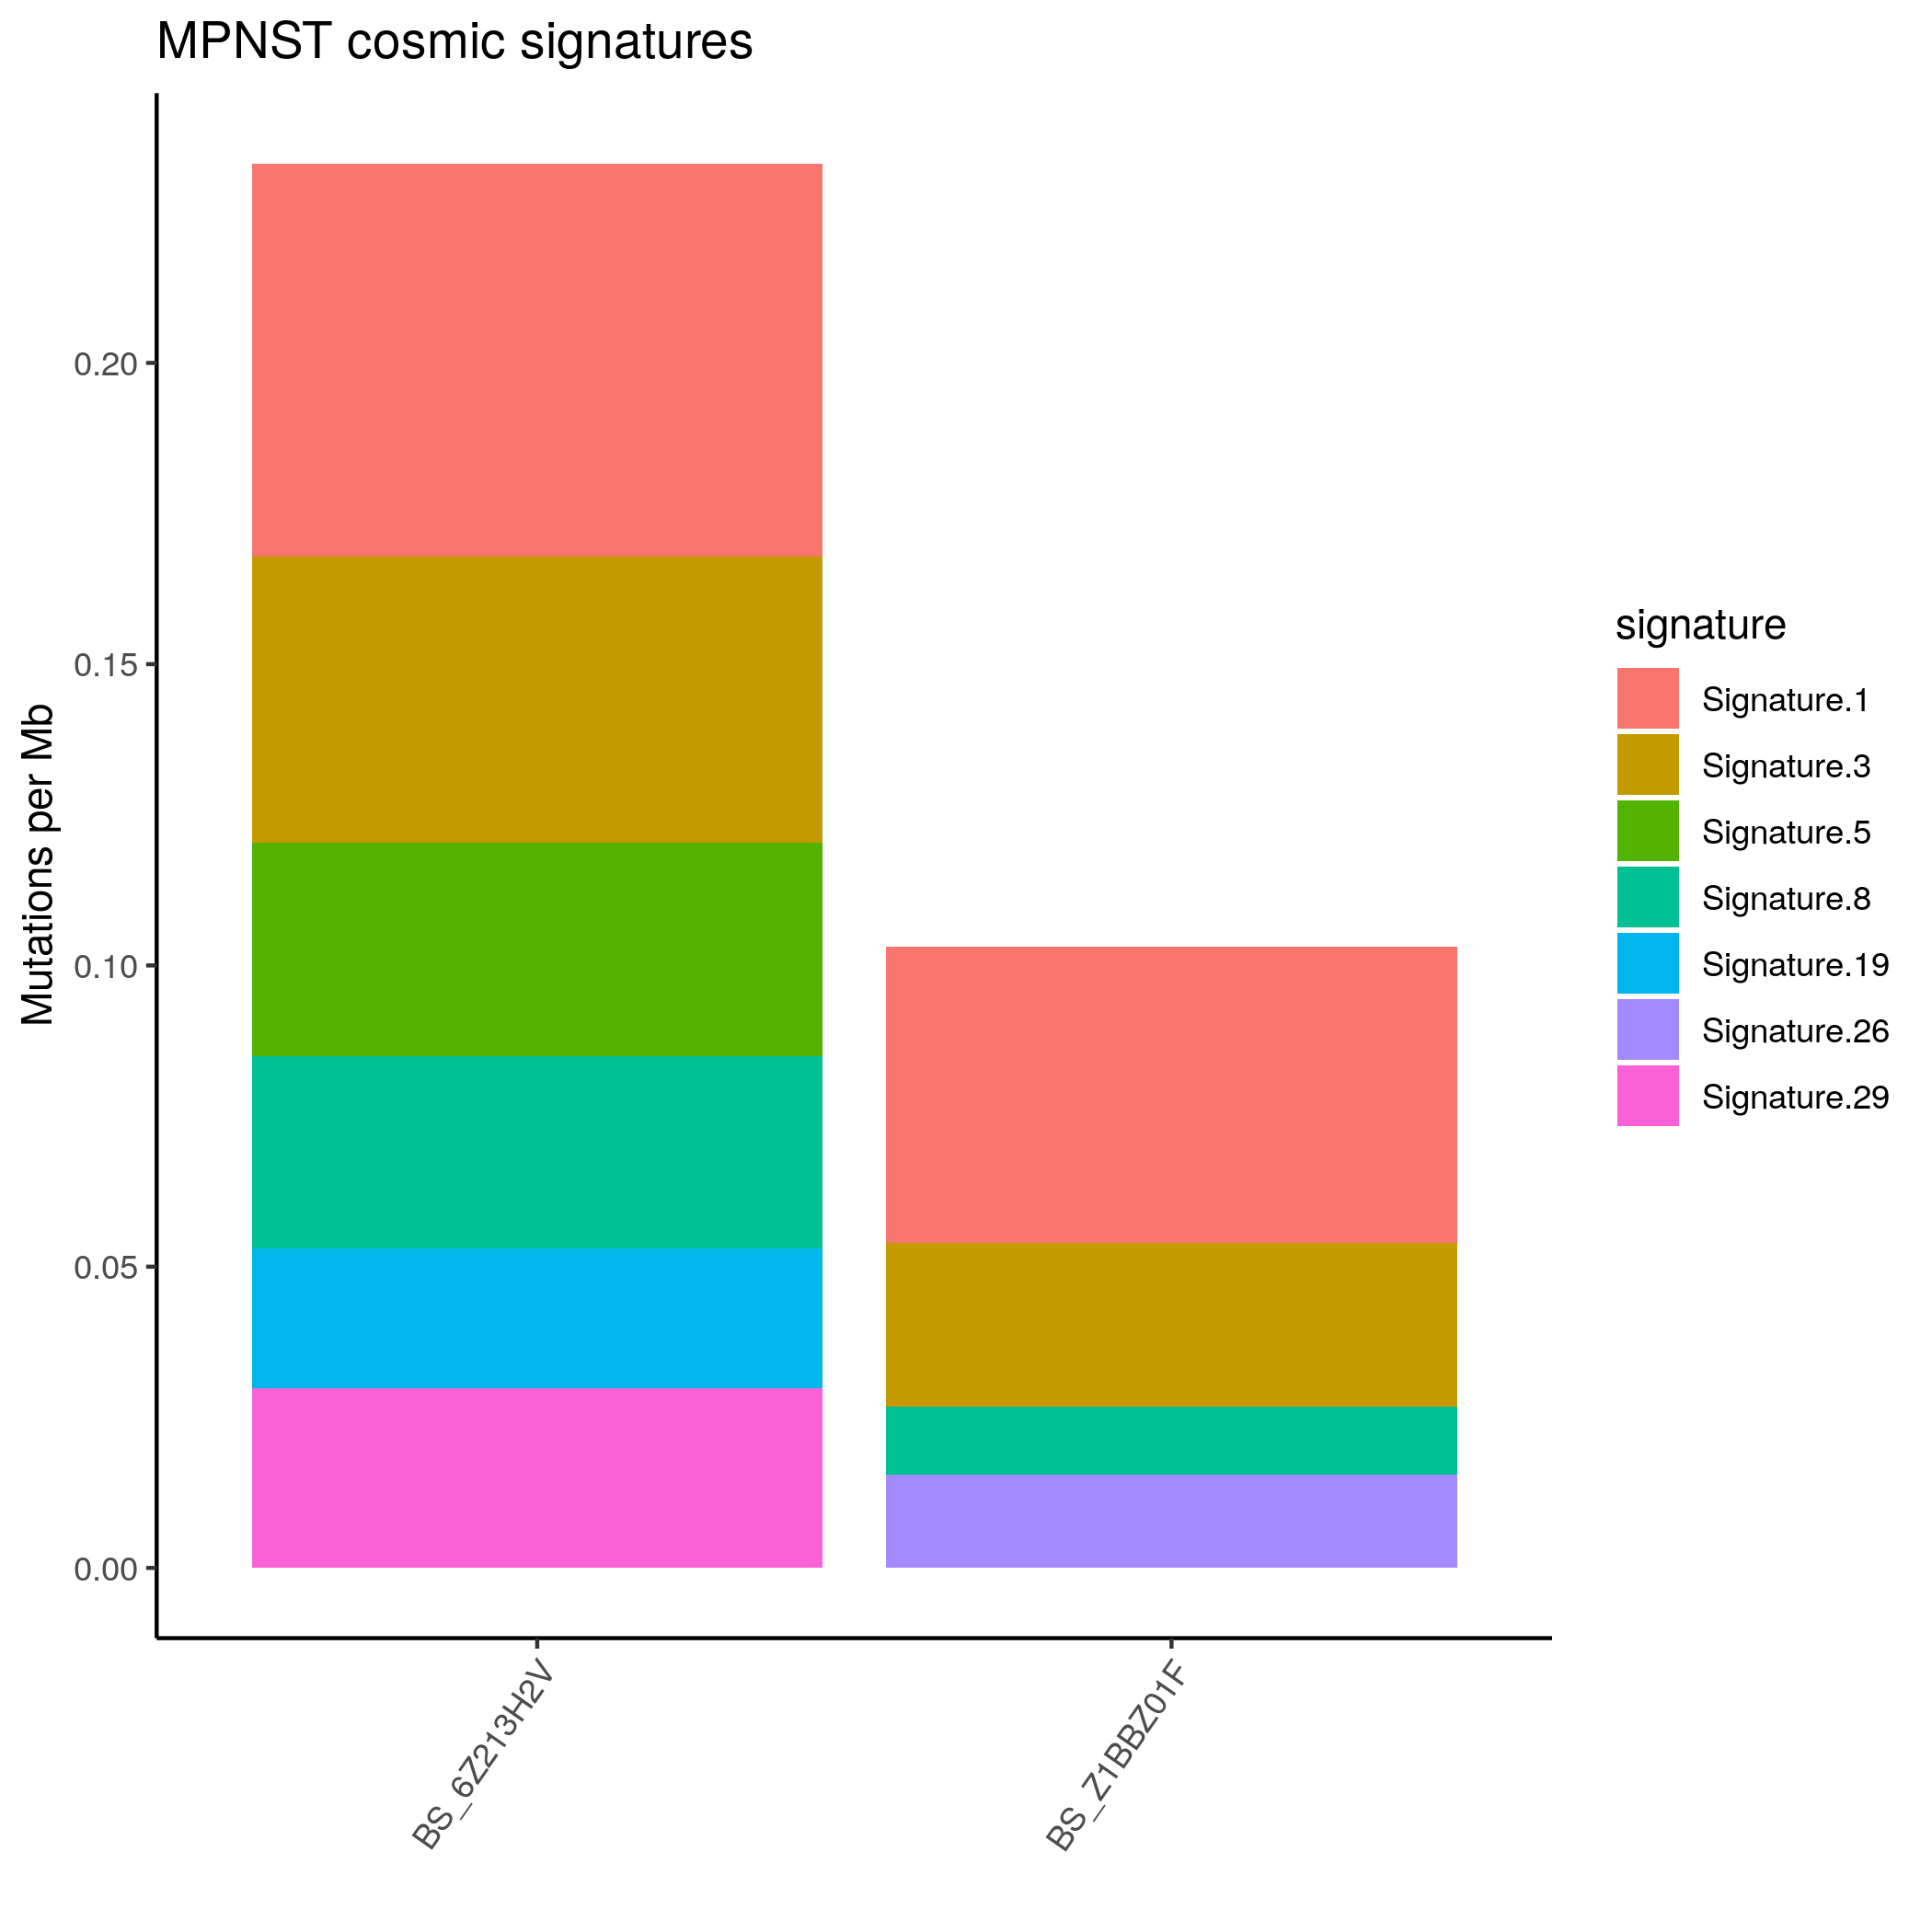 MPNST cosmic signatures
Mutations per Mb
0.20
0.15
0.10
0.05
0.00
BS_6Z213H2V
BS_Z1BBZ01F
signature
Signature.1
Signature.3
Signature.5
Signature.8
Signature.19
Signature.26
Signature.29